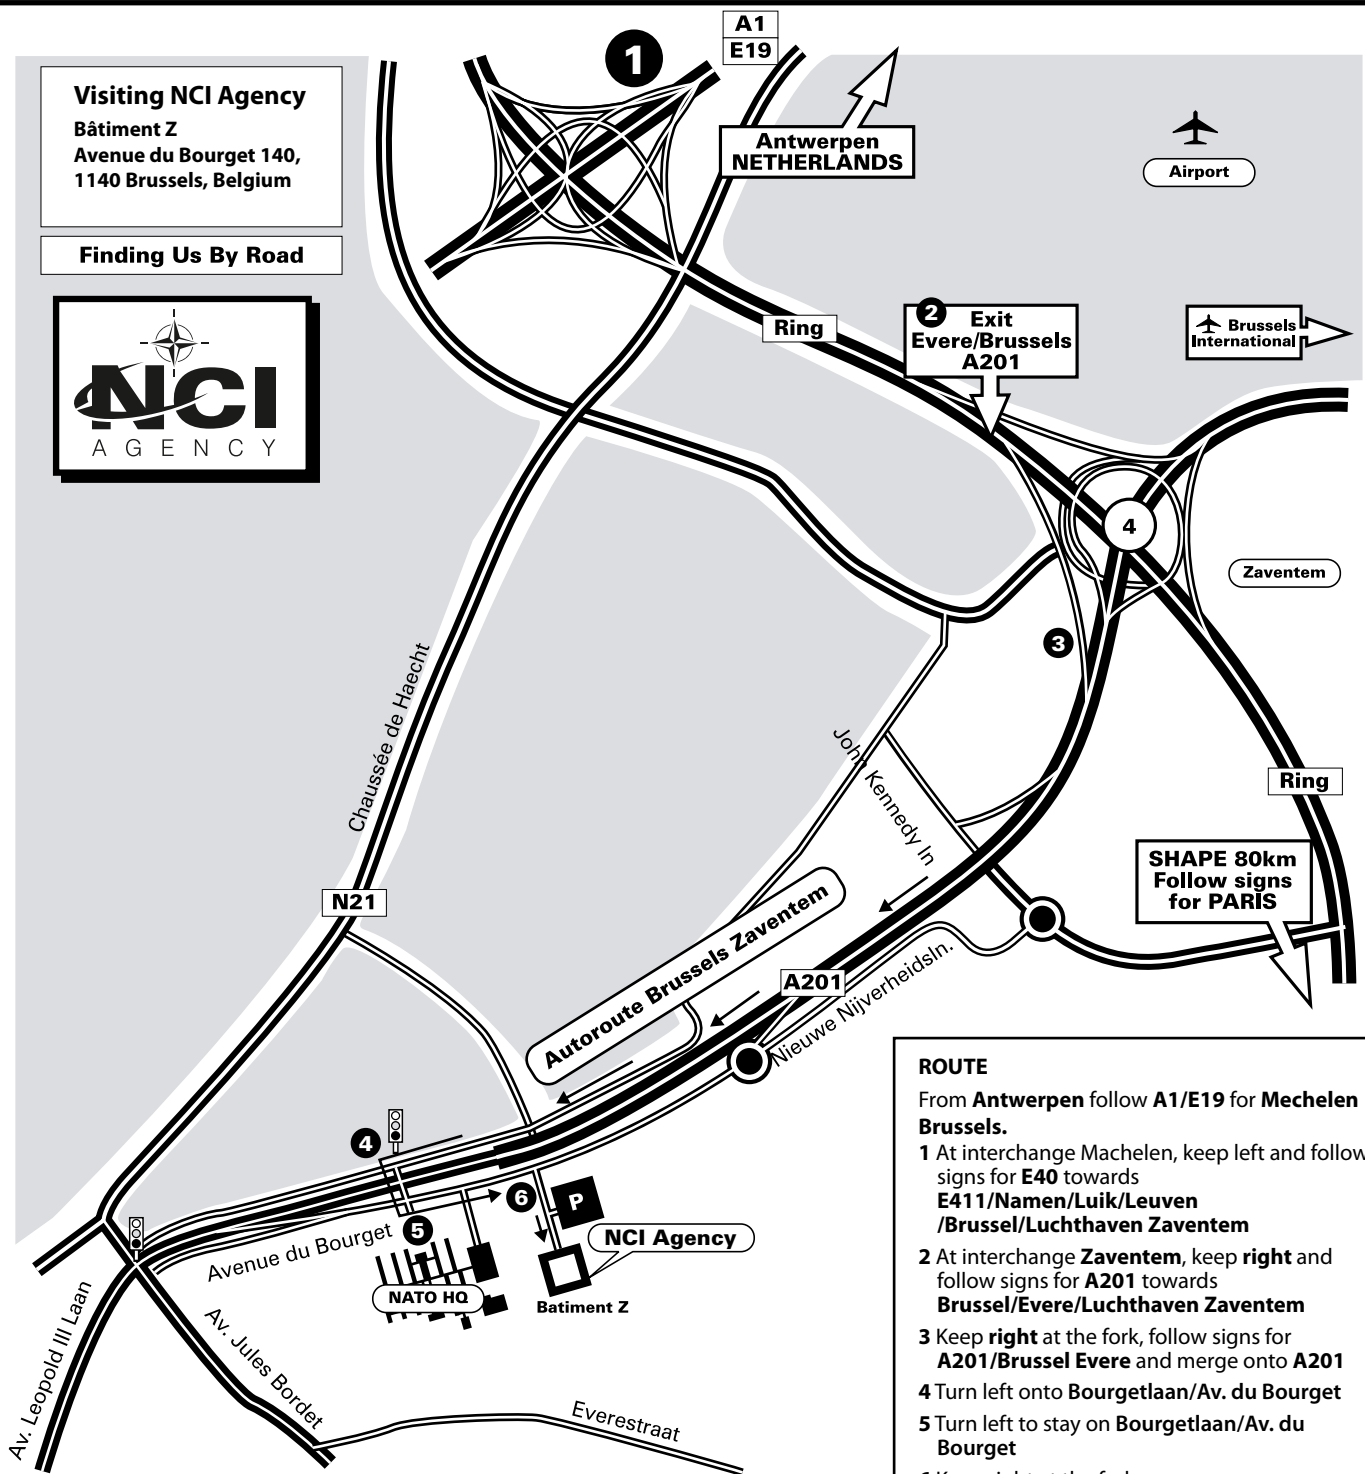 Visiting NCI Agency
Bâtiment Z
Avenue du Bourget 140,
1140 Brussels, Belgium
Finding Us By Road
NCI
AGENCY
1
A1
E19
Antwerpen
NETHERLANDS
Airport
Ring
2 Exit
Evere/Brussels
A201
Brussels
International
4
Zaventem
3
Chaussée de Haecht
John Kennedy ln
Ring
SHAPE 80km
Follow signs
for PARIS
N21
Autoroute Brussels Zaventem
A201
Nieuwe Nijverheidsln.
4
5
6
P
Avenue du Bourget
NATO HQ
NCI Agency
Batiment Z
Av. Leopold III Laan
Av. Jules Bordet
Everestraat
ROUTE
From Antwerpen follow A1/E19 for Mechelen
Brussels.
1 At interchange Machelen, keep left and follow
signs for E40 towards
E411/Namen/Luik/Leuven
/Brussel/Luchthaven Zaventem
2 At interchange Zaventem, keep right and
follow signs for A201 towards
Brussel/Evere/Luchthaven Zaventem
3 Keep right at the fork, follow signs for
A201/Brussel Evere and merge onto A201
4 Turn left onto Bourgetlaan/Av. du Bourget
5 Turn left to stay on Bourgetlaan/Av. du
Bourget